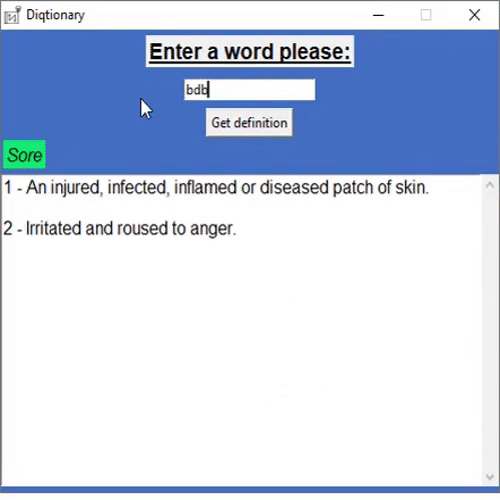 Diqtionary
Enter a word please:
bdb
Get definition
Sore
1 - An injured, infected, inflamed or diseased patch of skin.
2 - Irritated and roused to anger.